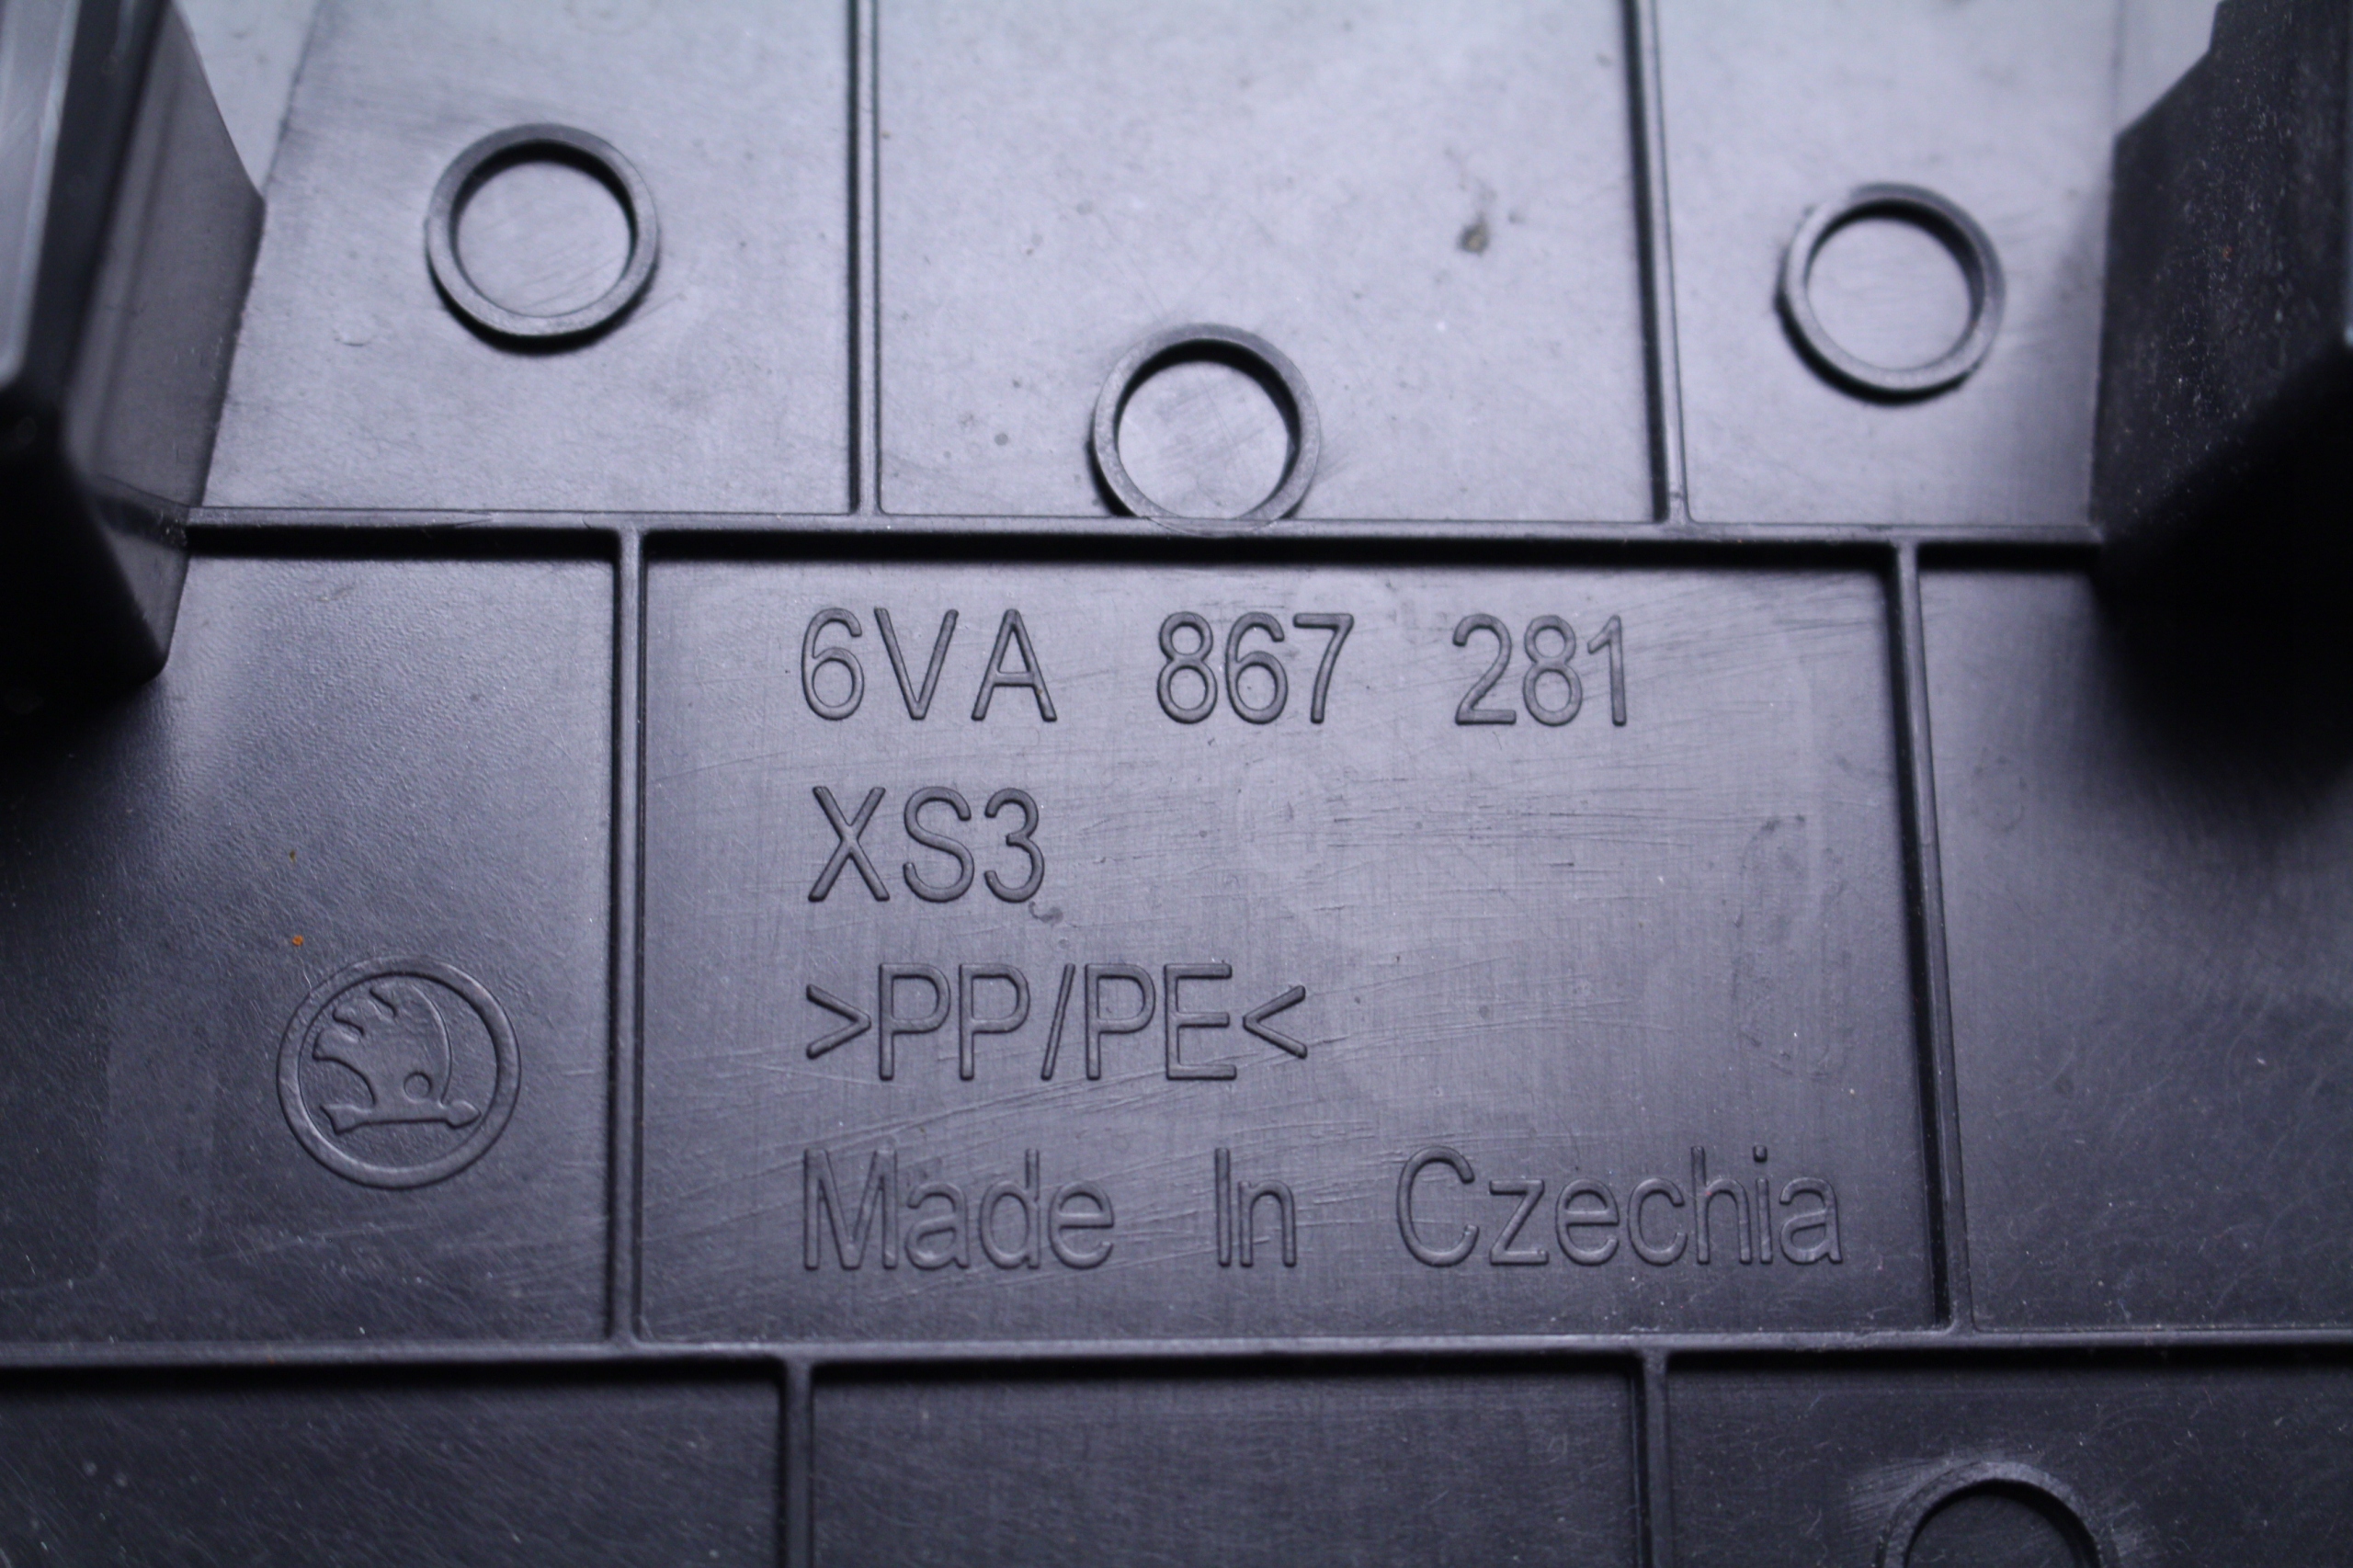 6VA 867 281
XS3
>PP/PE<
Made In Czechia